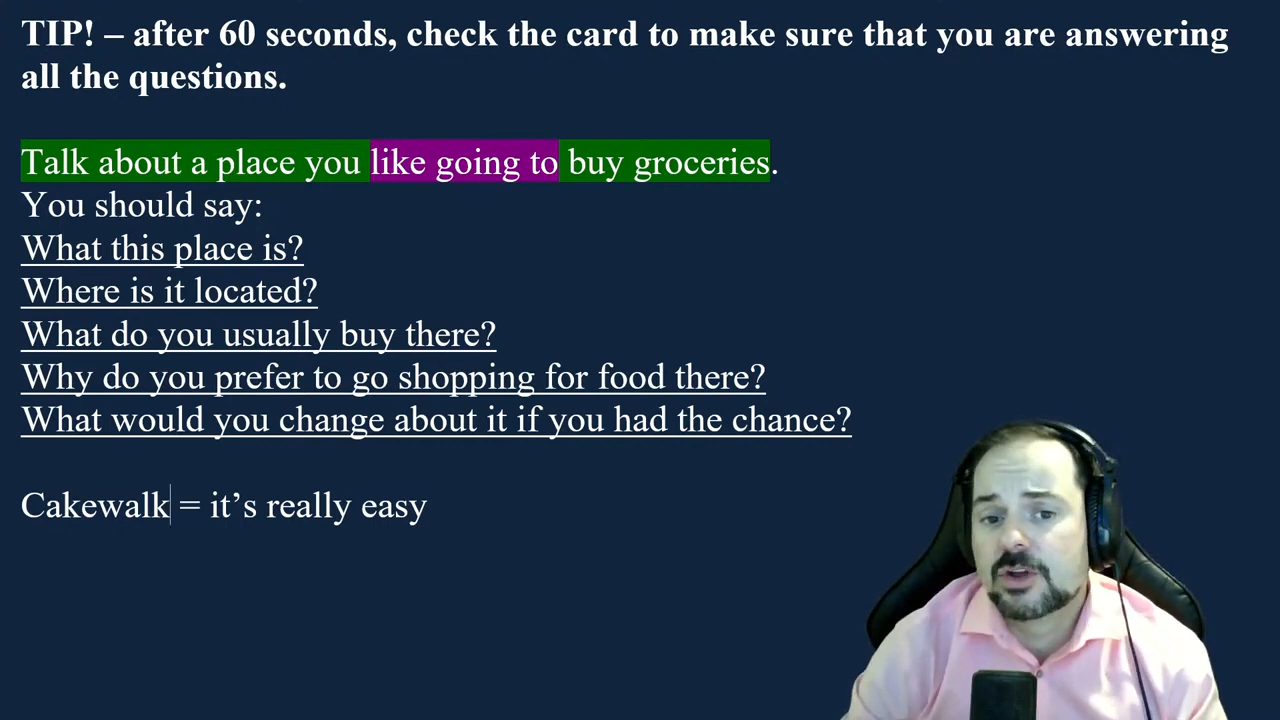 TIP! – after 60 seconds, check the card to make sure that you are answering
all the questions.
Talk about a place you like going to buy groceries.
You should say:
What this place is?
Where is it located?
What do you usually buy there?
Why do you prefer to go shopping for food there?
What would you change about it if you had the chance?
Cakewalk = it’s really easy